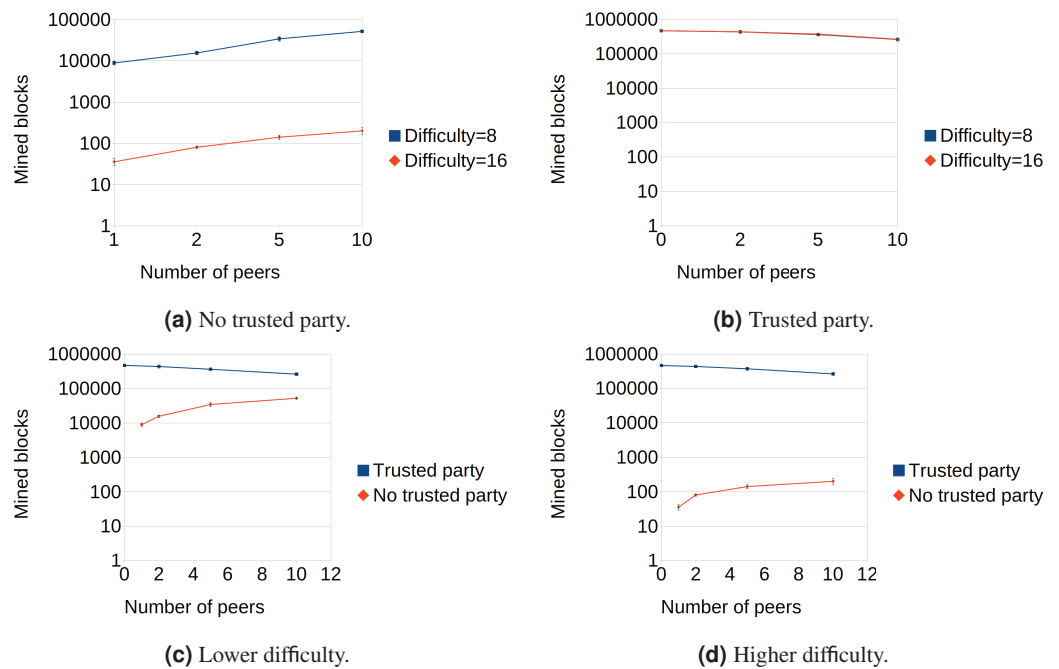 100000
10000
1000
100
10
1
1
2
5
10
Mined blocks
Number of peers
Difficulty=8
Difficulty=16
(a) No trusted party.
1000000
100000
10000
1000
100
10
1
0
2
5
10
Mined blocks
Number of peers
Difficulty=8
Difficulty=16
(b) Trusted party.
1000000
100000
10000
1000
100
10
1
0 2 4 6 8 10 12
Mined blocks
Number of peers
Trusted party
No trusted party
(c) Lower difficulty.
1000000
100000
10000
1000
100
10
1
0 2 4 6 8 10 12
Mined blocks
Number of peers
Trusted party
No trusted party
(d) Higher difficulty.